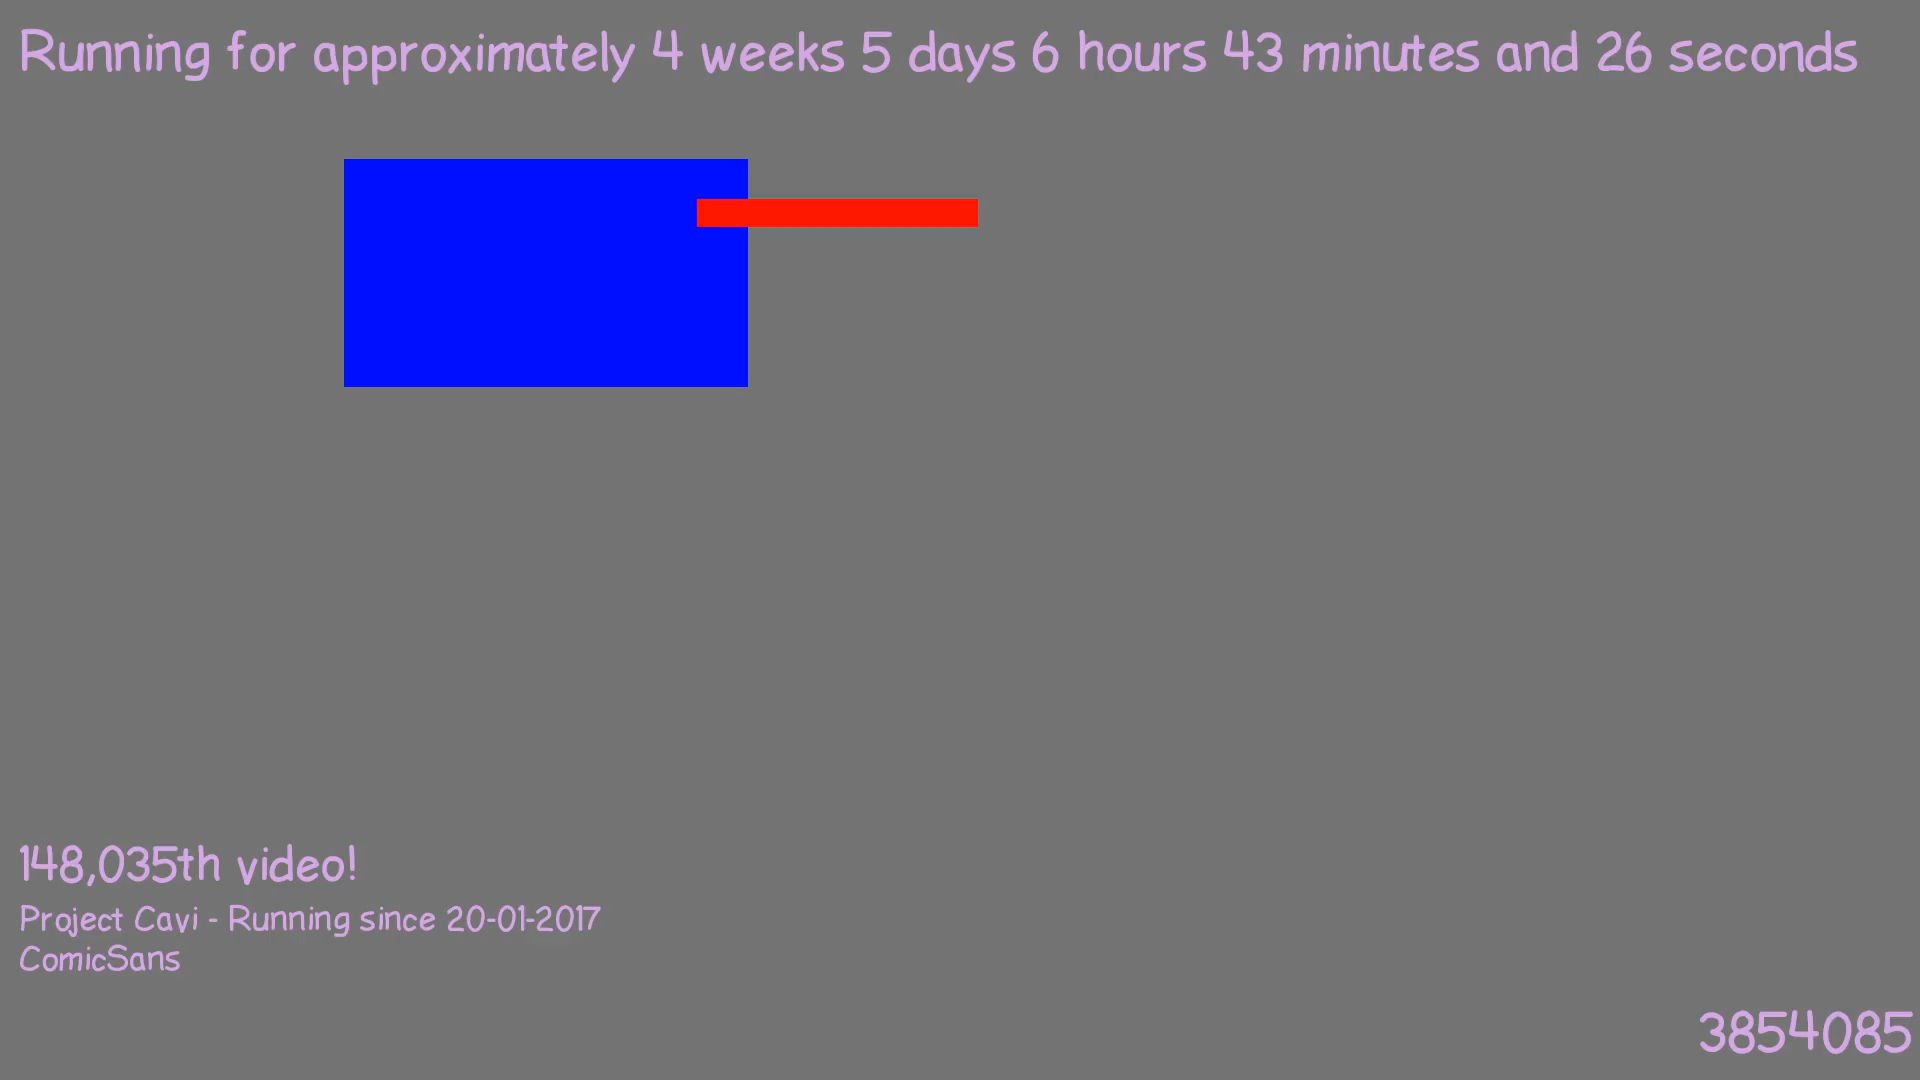 Running for approximately 4 weeks 5 days 6 hours 43 minutes and 26 seconds
148,035th video!
Project Cavi - Running since 20-01-2017
ComicSans
3854085